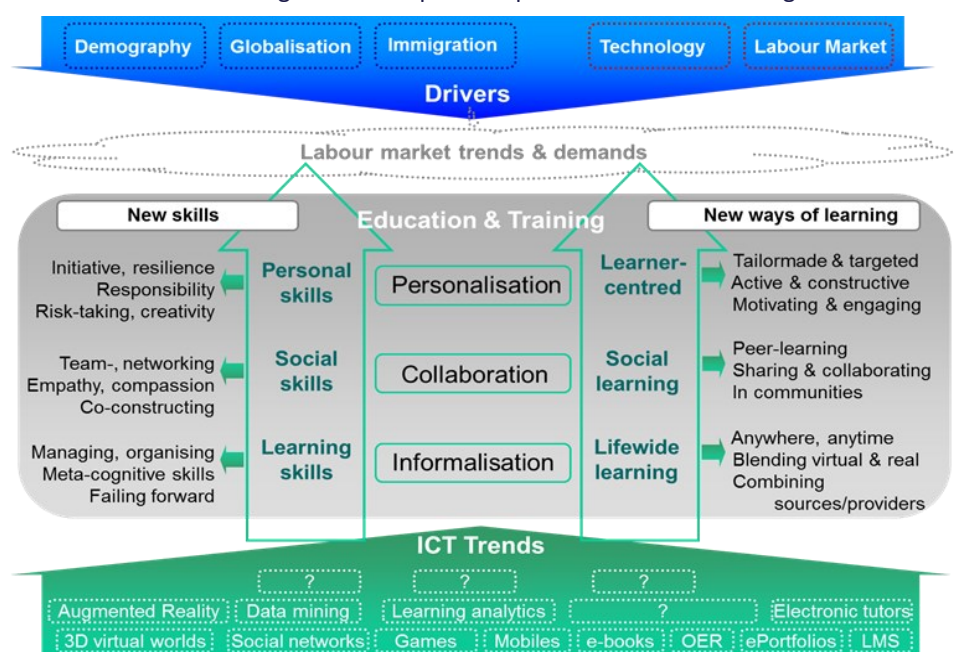 Demography
Globalisation
Immigration
Technology
Labour Market
Drivers
Labour market trends & demands
New skills
Education & Training
New ways of learning
Initiative, resilience
Responsibility
Risk-taking, creativity
Personal
skills
Personalisation
Learner-
centred
Tailormade & targeted
Active & constructive
Motivating & engaging
Team-, networking
Empathy, compassion
Co-constructing
Social
skills
Collaboration
Social
learning
Peer-learning
Sharing & collaborating
In communities
Managing, organising
Meta-cognitive skills
Failing forward
Learning
skills
Informalisation
Lifewide
learning
Anywhere, anytime
Blending virtual & real
Combining
sources/providers
ICT Trends
?
?
?
Augmented Reality
Data mining
Learning analytics
?
Electronic tutors
3D virtual worlds
Social networks
Games
Mobiles
e-books
OER
ePortfolios
LMS